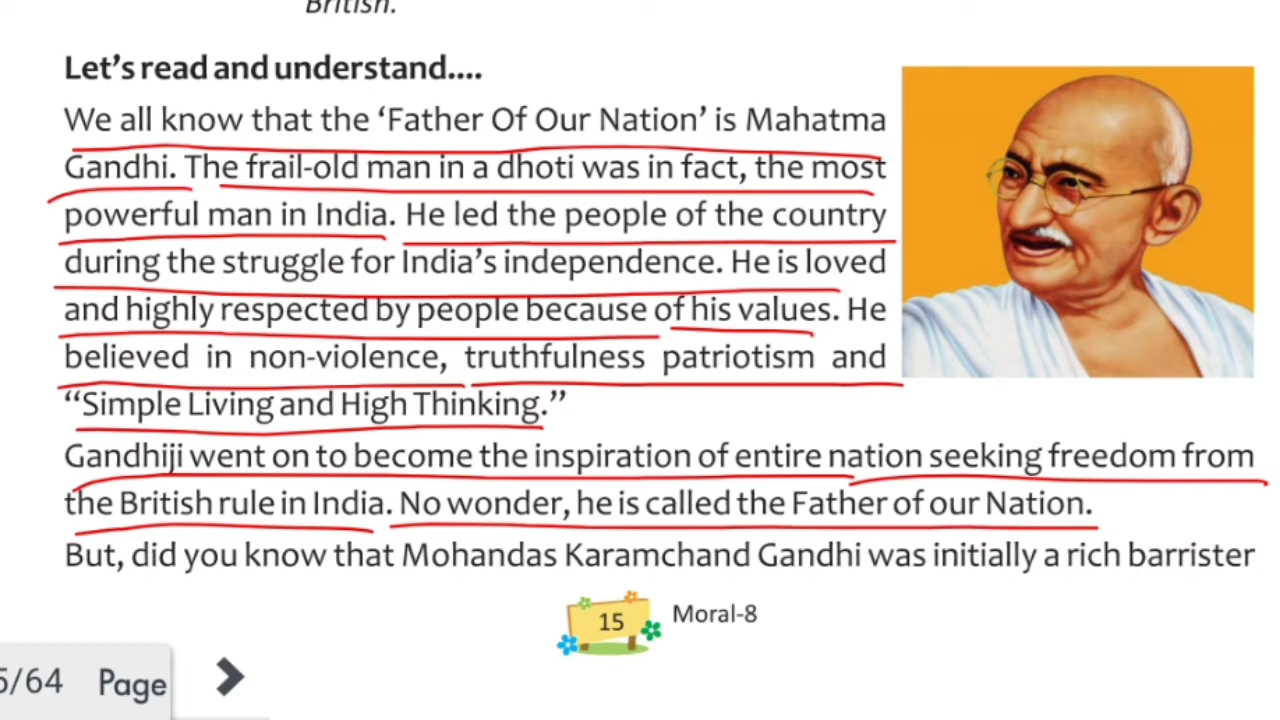 British.
Let's read and understand....
We all know that the ‘Father Of Our Nation’ is Mahatma
Gandhi. The frail-old man in a dhoti was in fact, the most
powerful man in India. He led the people of the country
during the struggle for India's independence. He is loved
and highly respected by people because of his values. He
believed in non-violence, truthfulness patriotism and
“Simple Living and High Thinking.”
Gandhiji went on to become the inspiration of entire nation seeking freedom from
the British rule in India. No wonder, he is called the Father of our Nation.
But, did you know that Mohandas Karamchand Gandhi was initially a rich barrister
15 Moral-8
5/64 Page